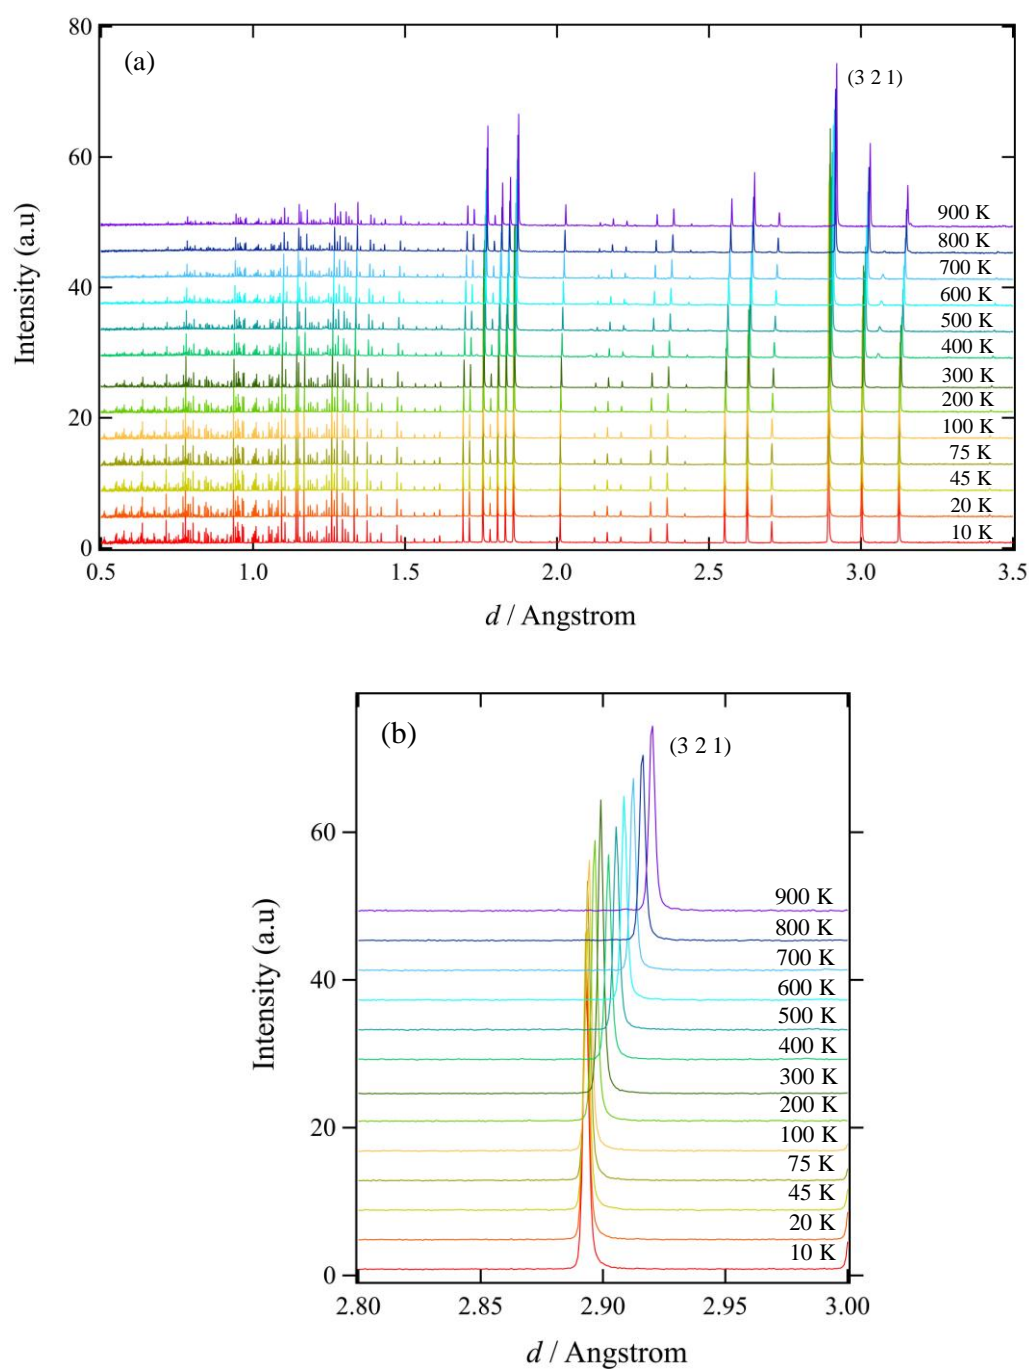 80
(a)
(3 2 1)
60
Intensity (a.u)
900 K
800 K
40
700 K
600 K
500 K
400 K
300 K
20
200 K
100 K
75 K
45 K
20 K
10 K
0
0.5 1.0 1.5 2.0 2.5 3.0 3.5
d / Angstrom
(b)
(3 2 1)
60
Intensity (a.u)
900 K
800 K
700 K
40
600 K
500 K
400 K
300 K
200 K
20
100 K
75 K
45 K
20 K
10 K
0
2.80 2.85 2.90 2.95 3.00
d / Angstrom